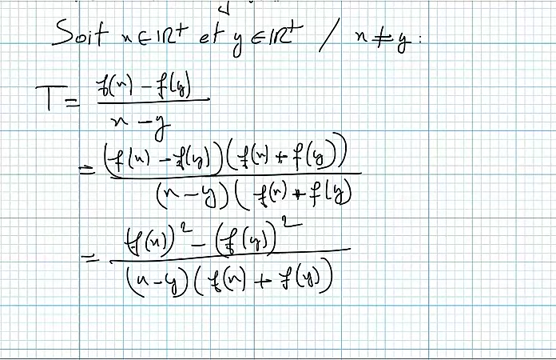 Soit x ∈ ℝ⁺ et y ∈ ℝ⁺ / x ≠ y :
T = (f(x) - f(y)) / (x - y)
= ((f(x) - f(y))(f(x) + f(y))) / ((x - y)(f(x) + f(y)
= ((f(x))² - (f(y))²) / ((x - y)(f(x) + f(y)))